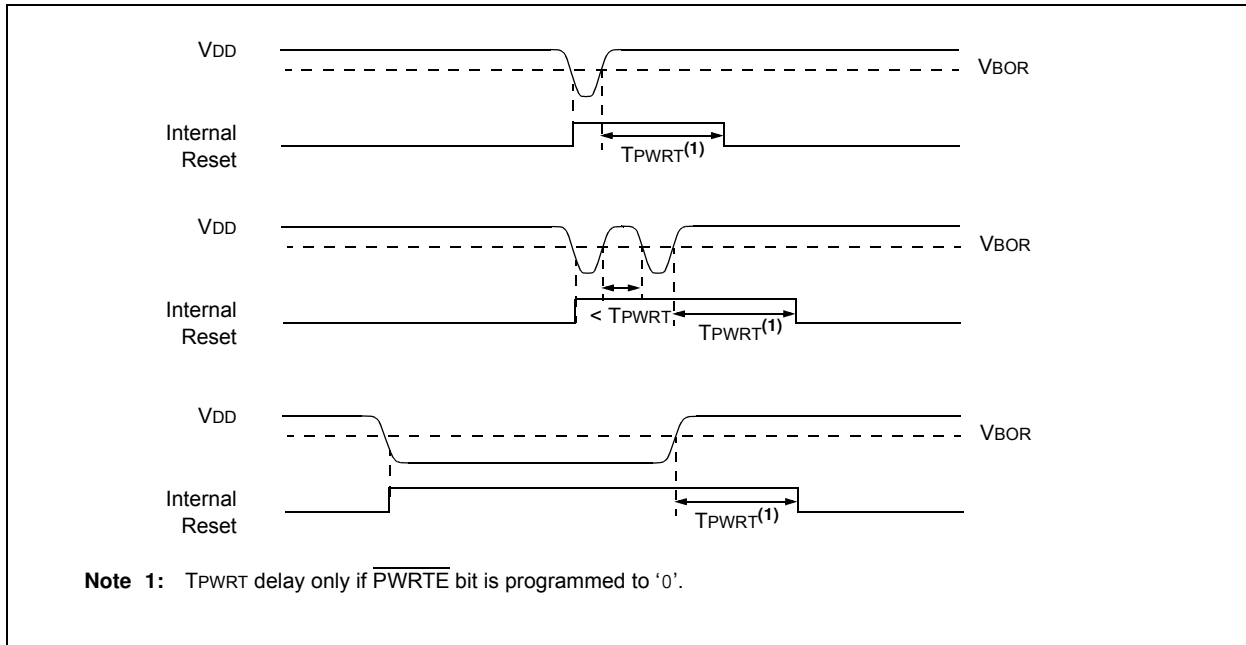 VDD
VBOR
Internal
Reset
TPWRT(1)
VDD
VBOR
Internal
Reset
< TPWRT
TPWRT(1)
VDD
VBOR
Internal
Reset
TPWRT(1)
Note 1: TPWRT delay only if P̅W̅R̅T̅E̅ bit is programmed to ‘0’.